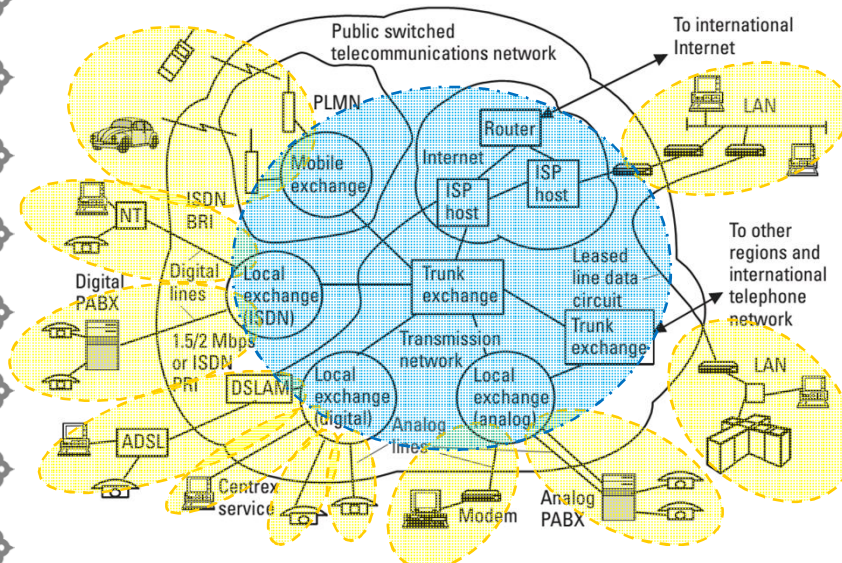 Public switched
telecommunications network
To international
Internet
PLMN
Router
LAN
Mobile
exchange
Internet
ISP
host
ISP
host
ISDN
BRI
NT
To other
regions and
international
telephone
network
Digital
PABX
Digital
lines
Local
exchange
(ISDN)
Trunk
exchange
Leased
line data
circuit
Trunk
exchange
1.5/2 Mbps
or ISDN
PRI
Transmission
network
LAN
DSLAM
Local
exchange
(digital)
Local
exchange
(analog)
ADSL
Analog
lines
Centrex
service
Modem
Analog
PABX